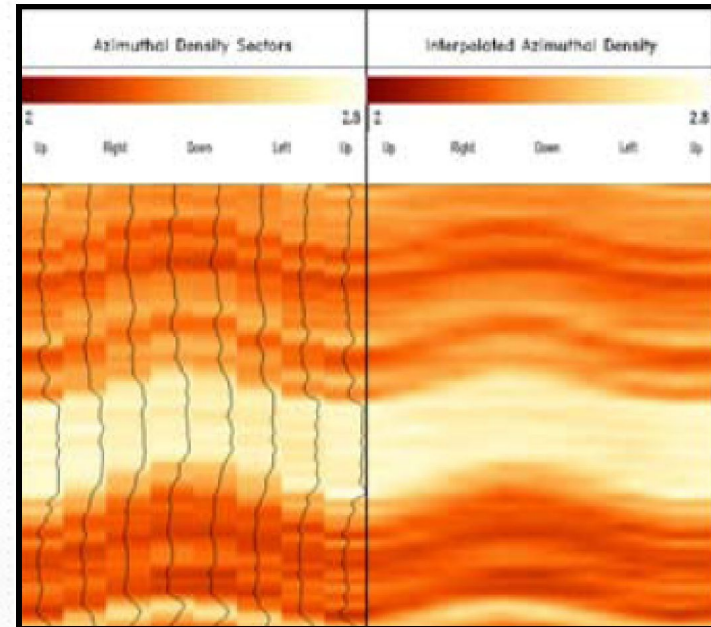 Azimuthal Density Sectors
2 2.8
Up Right Down Left Up
Interpolated Azimuthal Density
2 2.8
Up Right Down Left Up